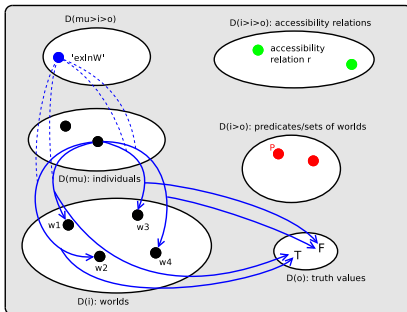 D(mu>i>o)
'exInW'
D(i>i>o): accessibility relations
accessibility
relation r
D(i>o): predicates/sets of worlds
P
D(mu): individuals
w1
w2
w3
w4
D(i): worlds
T
F
D(o): truth values